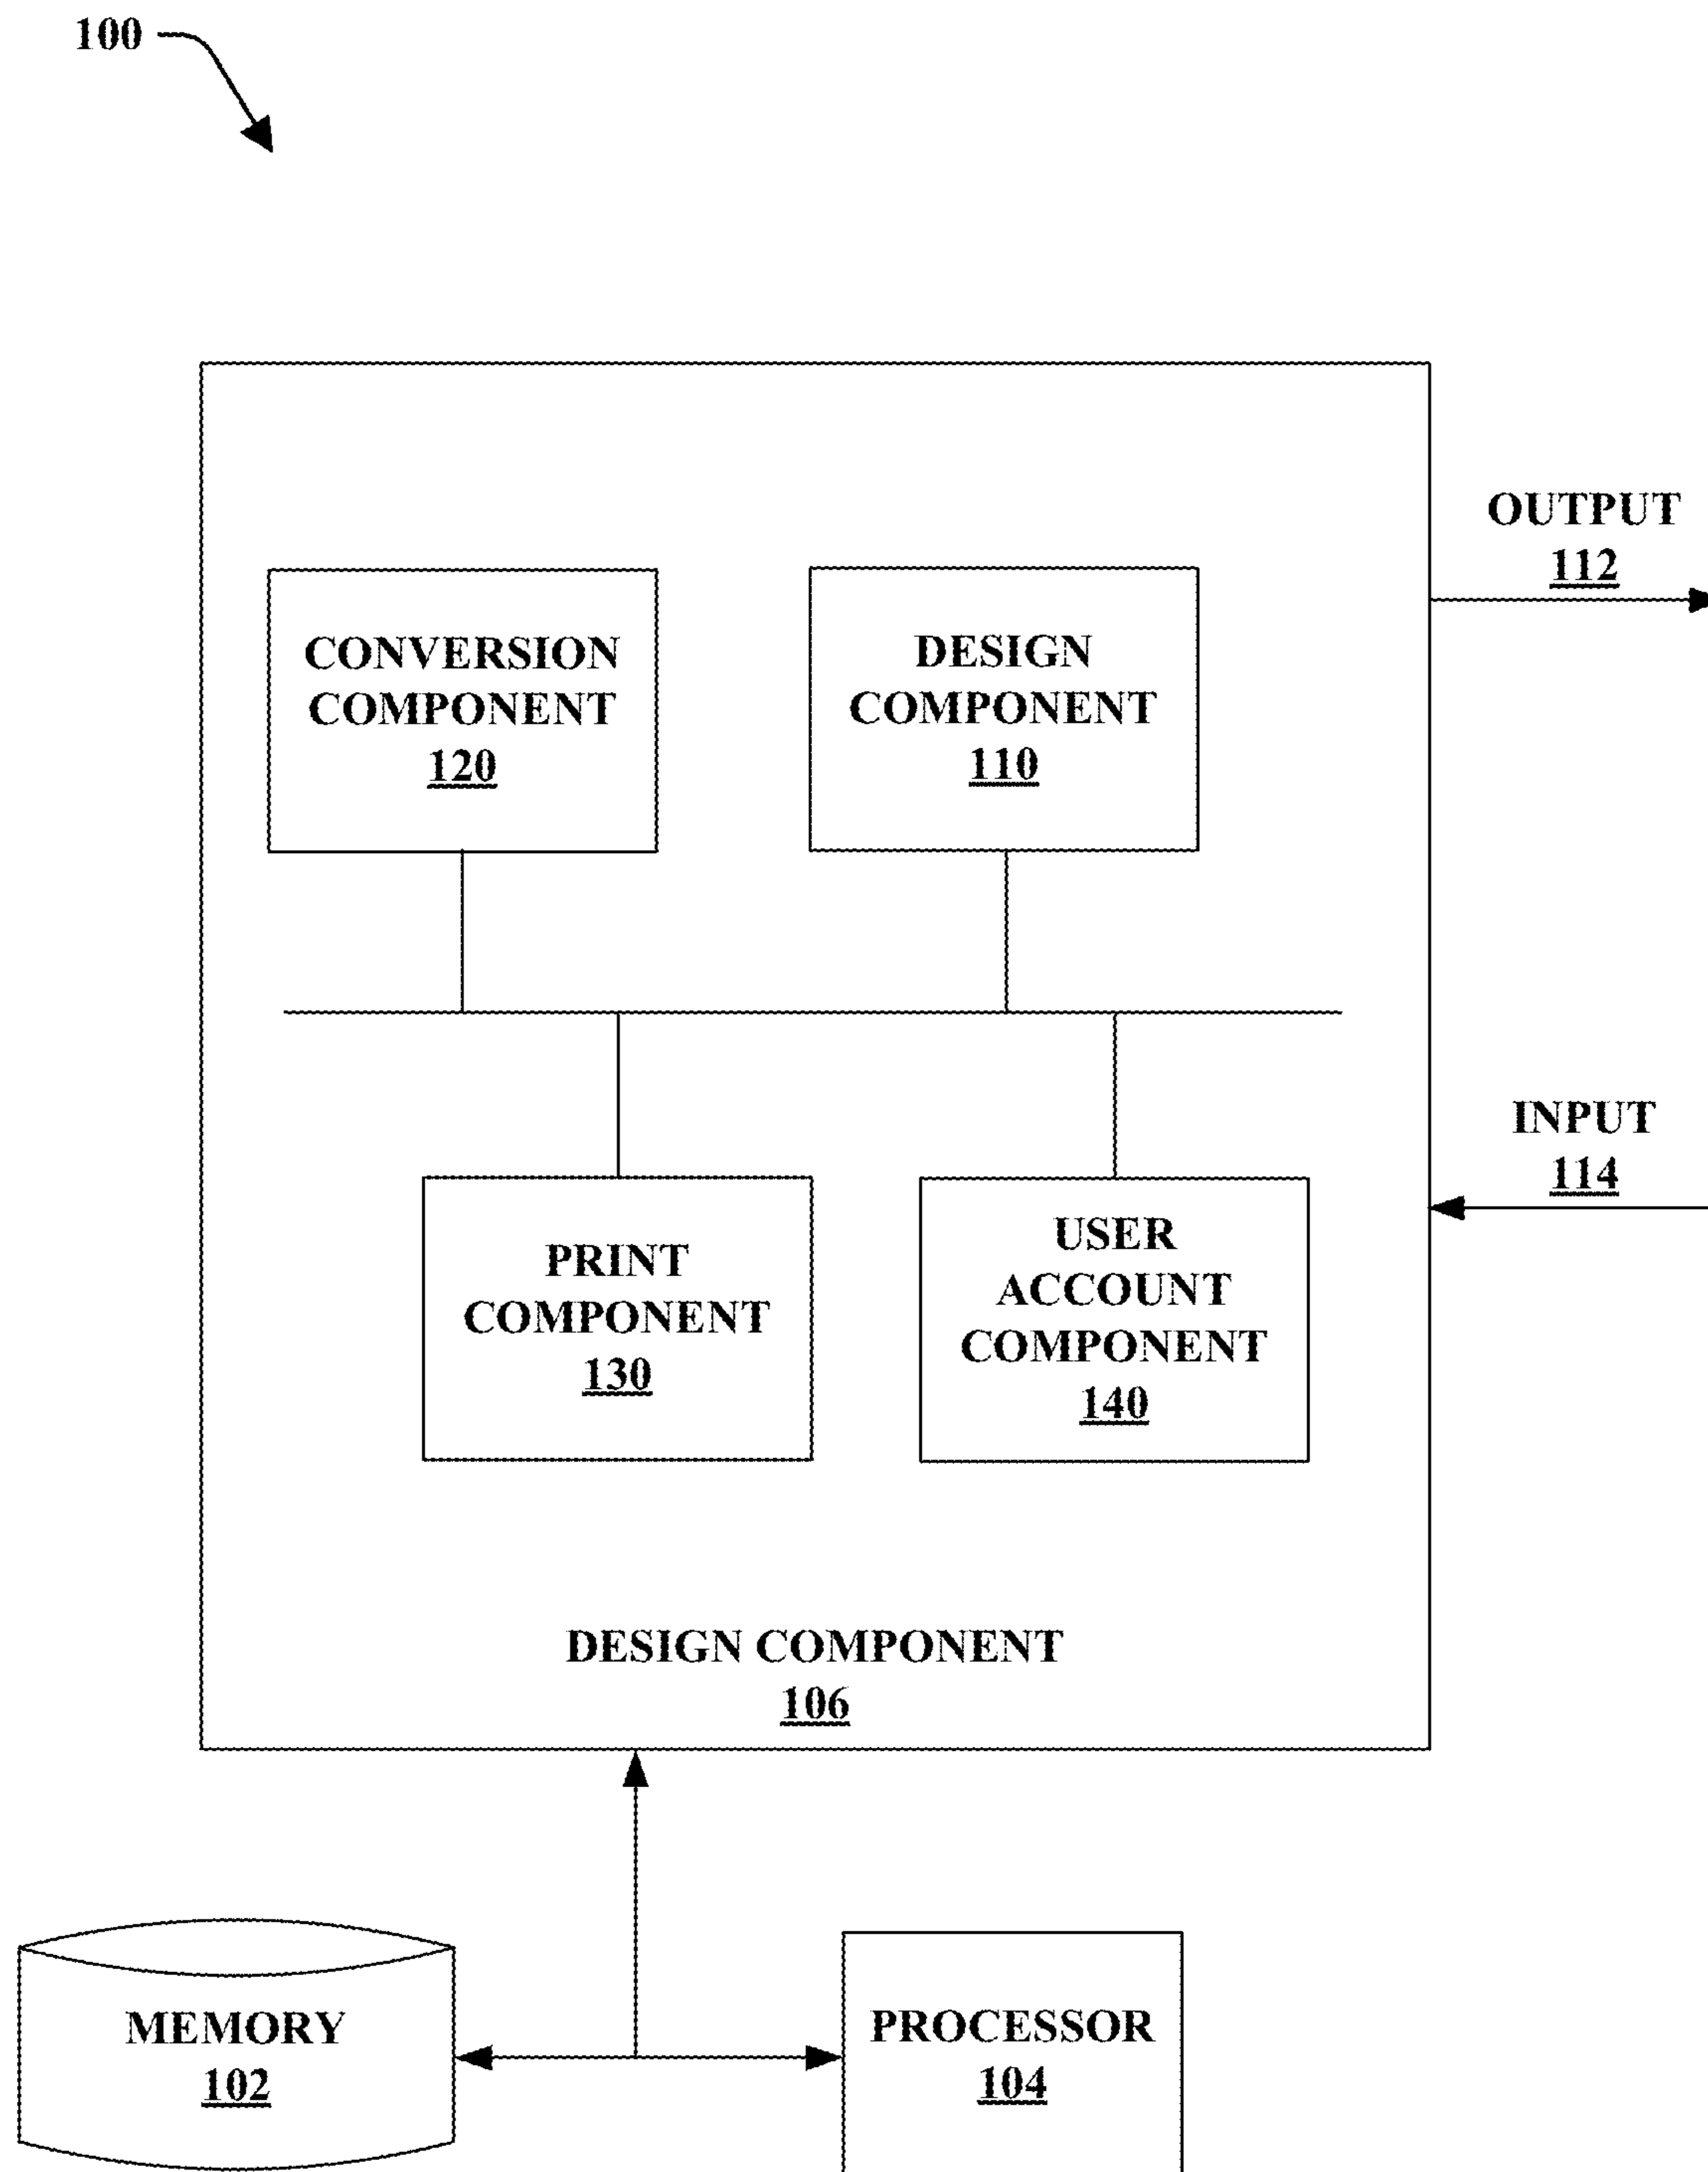 100
OUTPUT
112
CONVERSION
COMPONENT
120
DESIGN
COMPONENT
110
INPUT
114
PRINT
COMPONENT
130
USER
ACCOUNT
COMPONENT
140
DESIGN COMPONENT
106
MEMORY
102
PROCESSOR
104